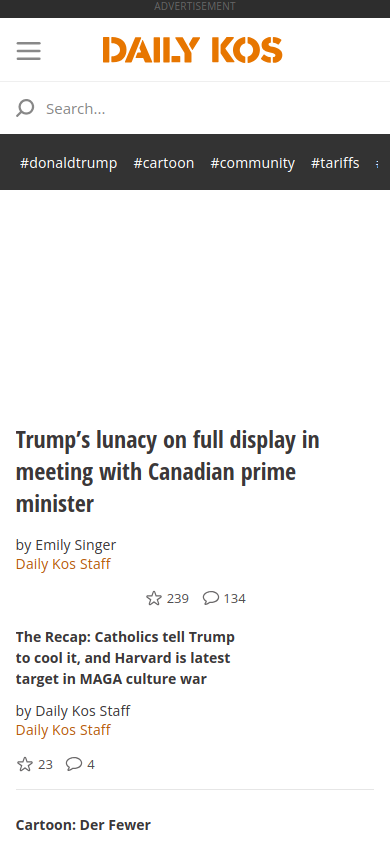 ADVERTISEMENT
DAILY KOS
Search...
#donaldtrump #cartoon #community #tariffs
Trump’s lunacy on full display in
meeting with Canadian prime
minister
by Emily Singer
Daily Kos Staff
239 134
The Recap: Catholics tell Trump
to cool it, and Harvard is latest
target in MAGA culture war
by Daily Kos Staff
Daily Kos Staff
23 4
Cartoon: Der Fewer